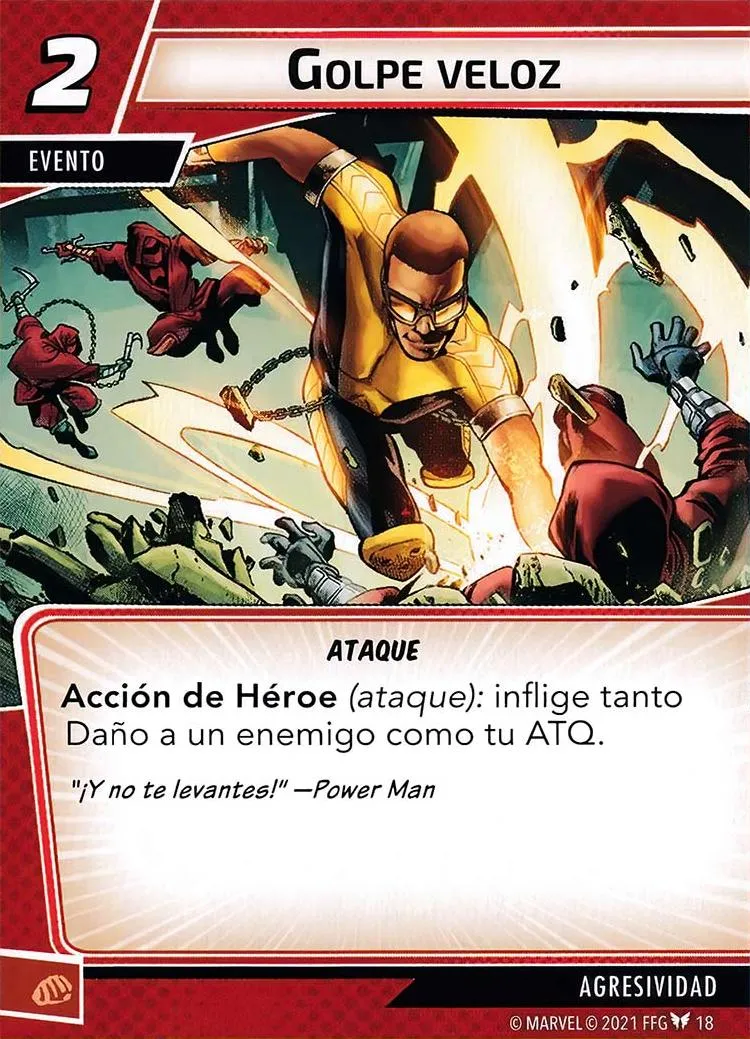 2
GOLPE VELOZ
EVENTO
ATAQUE
Acción de Héroe (ataque): inflige tanto
Daño a un enemigo como tu ATQ.
"¡Y no te levantes!" —Power Man
AGRESIVIDAD
© MARVEL © 2021 FFG 18